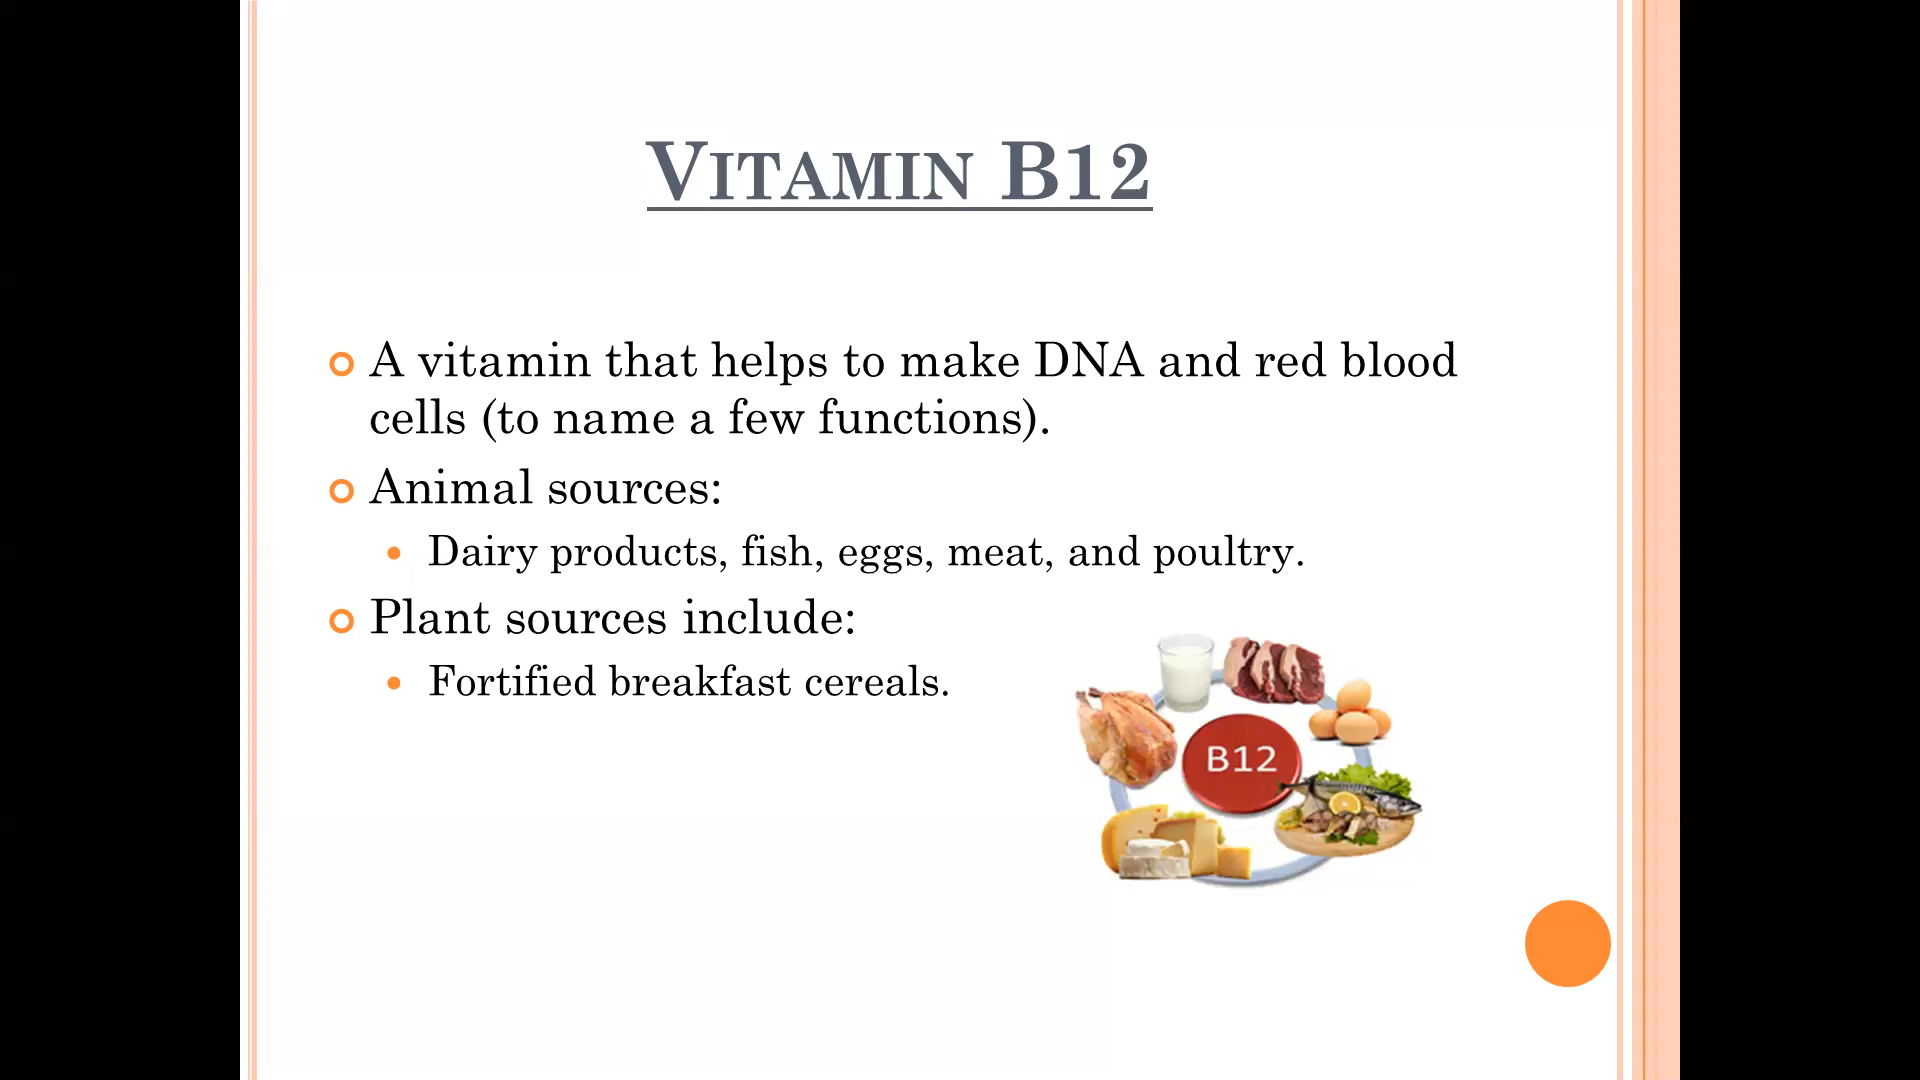 VITAMIN B12
A vitamin that helps to make DNA and red blood
cells (to name a few functions).
Animal sources:
Dairy products, fish, eggs, meat, and poultry.
Plant sources include:
Fortified breakfast cereals.
B12